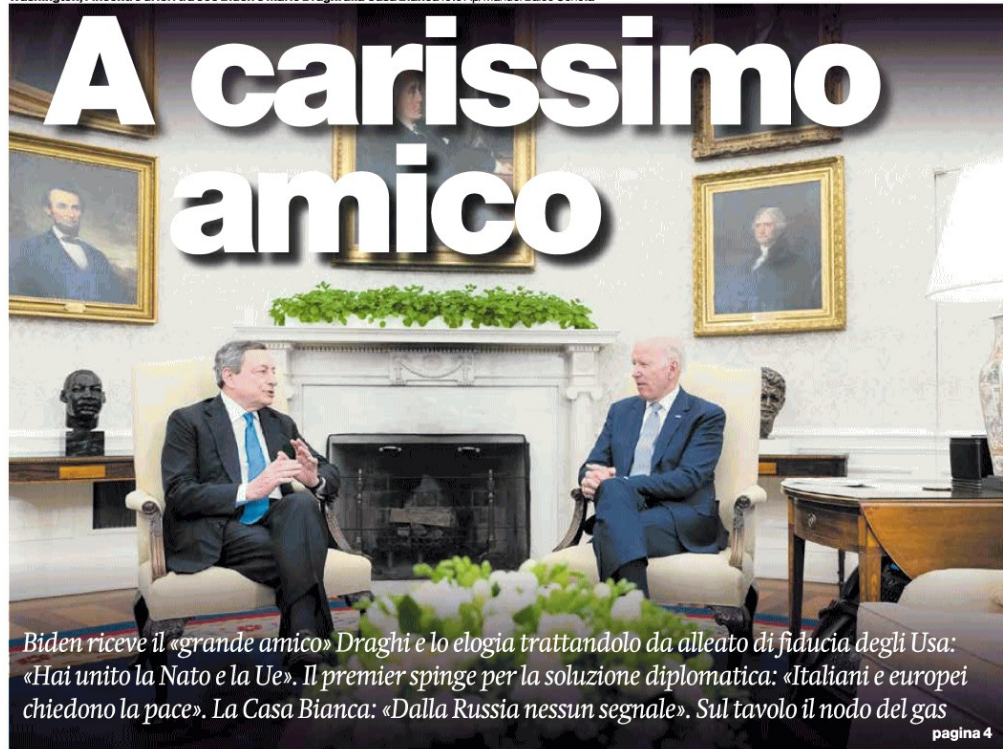 A carissimo
amico
Biden riceve il «grande amico» Draghi e lo elogia trattandolo da alleato di fiducia degli Usa:
«Hai unito la Nato e la Ue». Il premier spinge per la soluzione diplomatica: «Italiani e europei
chiedono la pace». La Casa Bianca: «Dalla Russia nessun segnale». Sul tavolo il nodo del gas
pagina 4